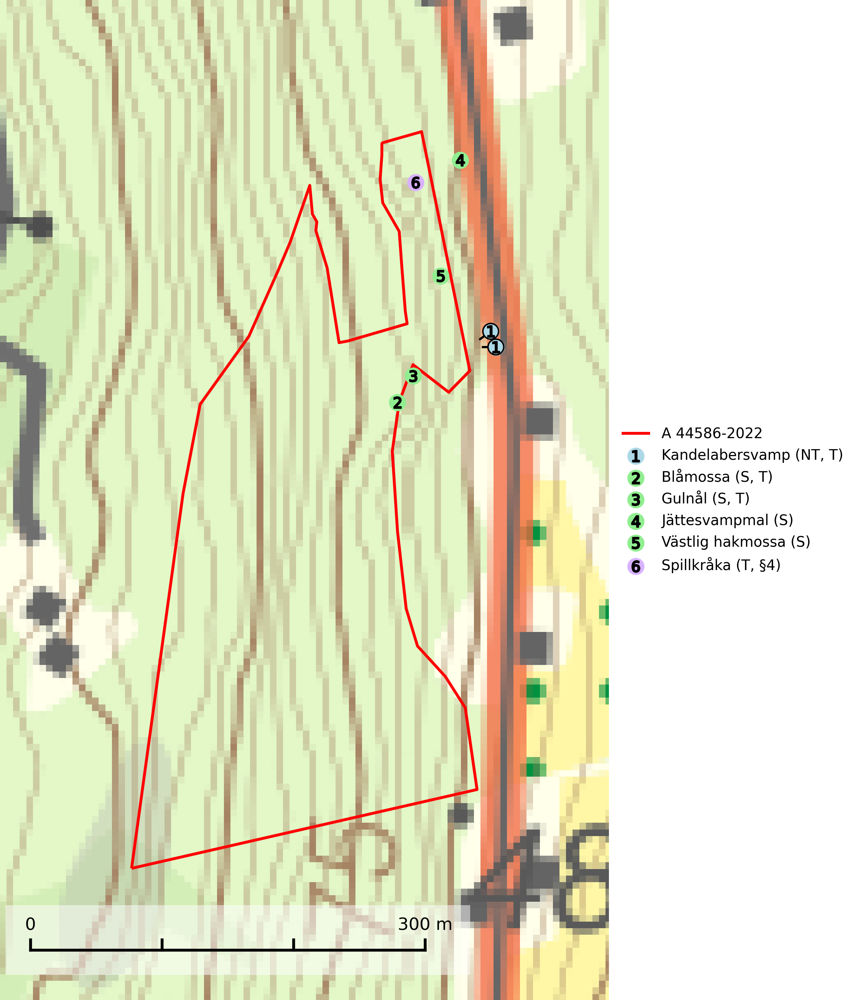 4
6
5
1
1
3
2
A 44586-2022
1 Kandelabersvamp (NT, T)
2 Blåmossa (S, T)
3 Gulnål (S, T)
4 Jättesvampmal (S)
5 Västlig hakmossa (S)
6 Spillkråka (T, §4)
0 300 m